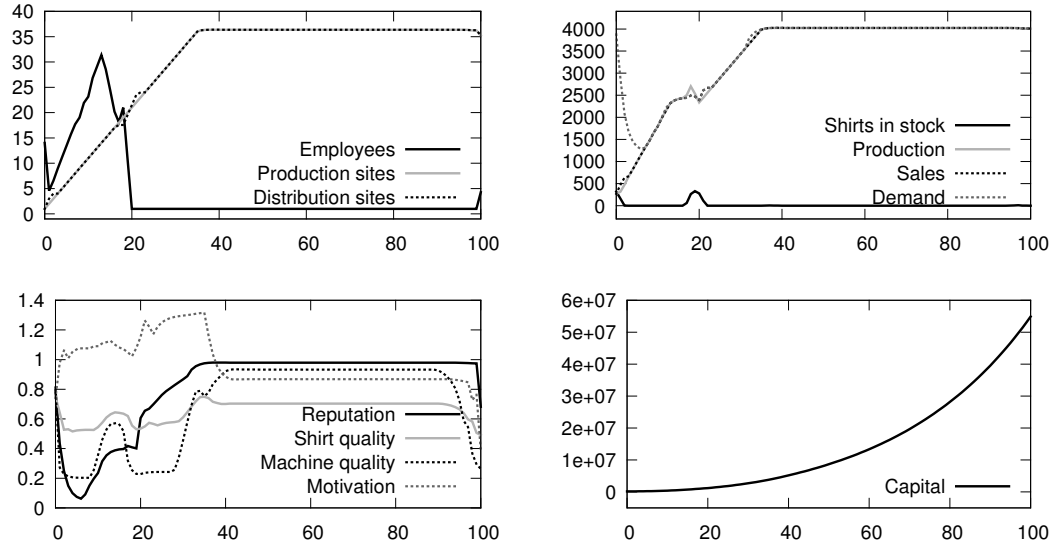 40
35
30
25
20
15
10
5
0
Employees
Production sites
Distribution sites
0 20 40 60 80 100
4000
3500
3000
2500
2000
1500
1000
500
0
Shirts in stock
Production
Sales
Demand
0 20 40 60 80 100
1.4
1.2
1
0.8
0.6
0.4
0.2
0
Reputation
Shirt quality
Machine quality
Motivation
0 20 40 60 80 100
6e+07
5e+07
4e+07
3e+07
2e+07
1e+07
0
Capital
0 20 40 60 80 100